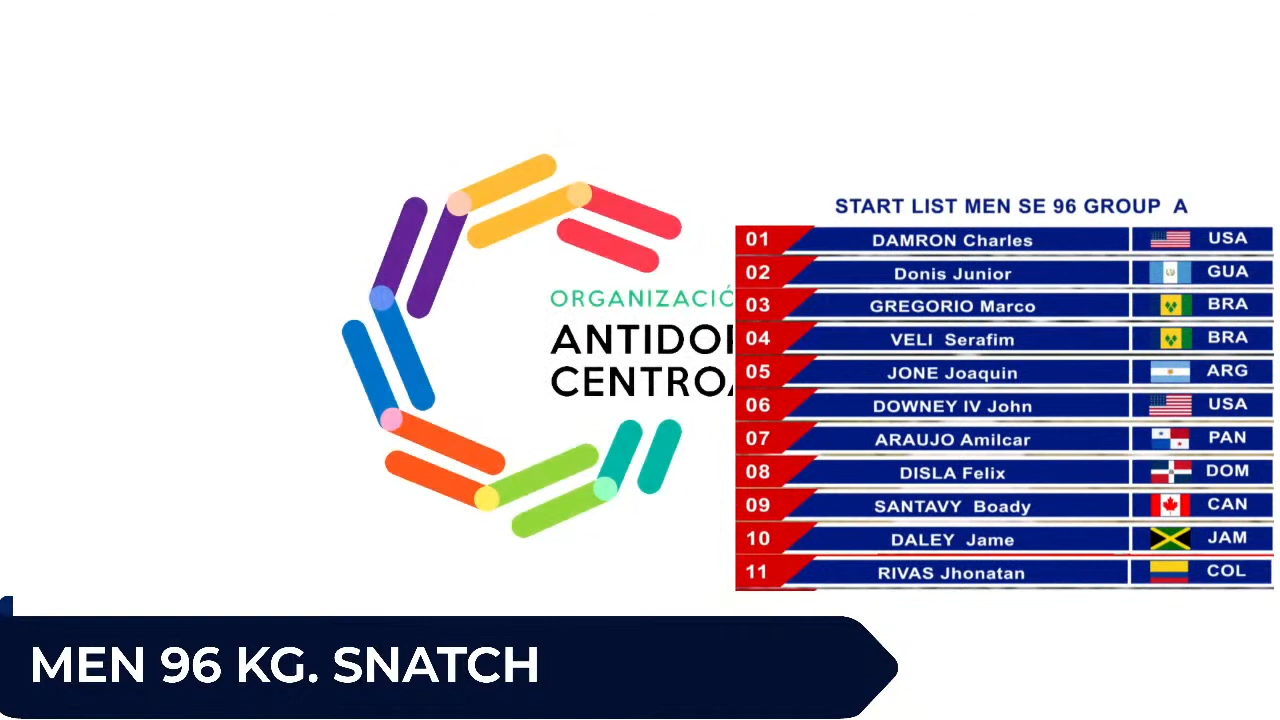 ORGANIZACIÓ
ANTIDO
CENTRO
START LIST MEN SE 96 GROUP A
01 DAMRON Charles USA
02 Donis Junior GUA
03 GREGORIO Marco BRA
04 VELI Serafim BRA
05 JONE Joaquin ARG
06 DOWNEY IV John USA
07 ARAUJO Amilcar PAN
08 DISLA Felix DOM
09 SANTAVY Boady CAN
10 DALEY Jame JAM
11 RIVAS Jhonatan COL
MEN 96 KG. SNATCH